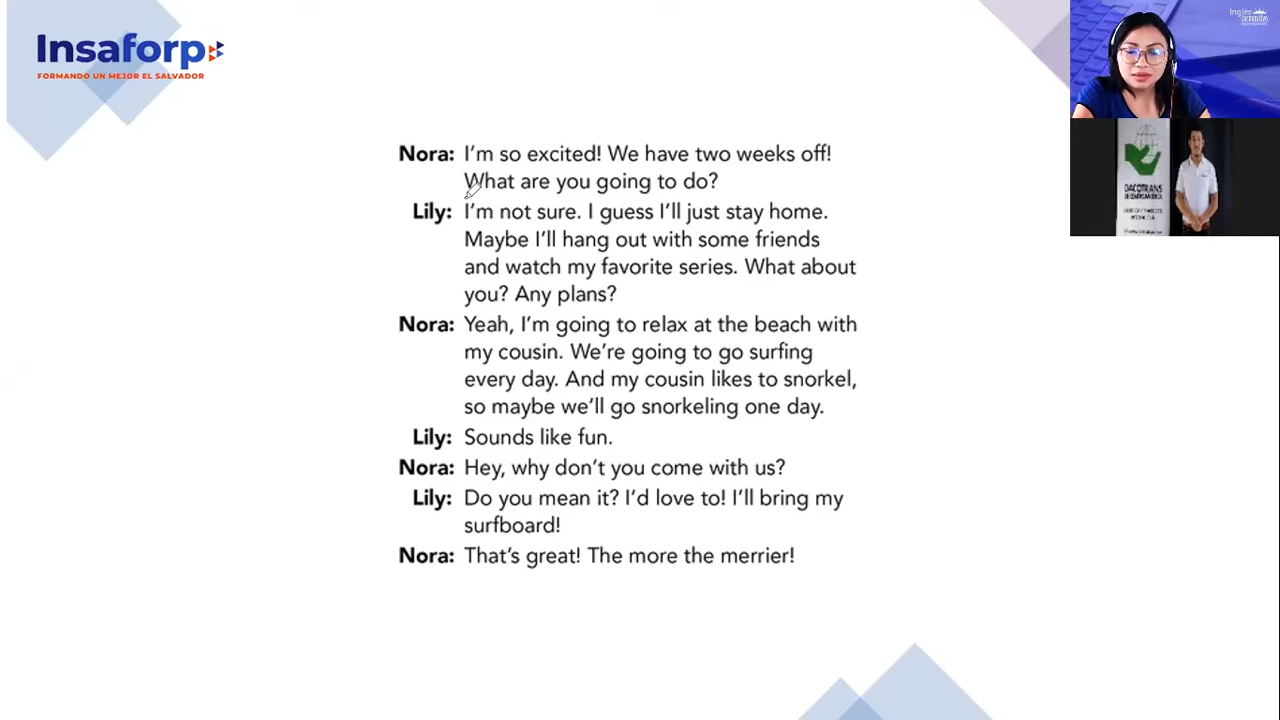 Insaforp
FORMANDO UN MEJOR EL SALVADOR
Inglés
Nora: I'm so excited! We have two weeks off!
What are you going to do?
Lily: I'm not sure. I guess I'll just stay home.
Maybe I'll hang out with some friends
and watch my favorite series. What about
you? Any plans?
Nora: Yeah, I'm going to relax at the beach with
my cousin. We're going to go surfing
every day. And my cousin likes to snorkel,
so maybe we'll go snorkeling one day.
Lily: Sounds like fun.
Nora: Hey, why don't you come with us?
Lily: Do you mean it? I'd love to! I'll bring my
surfboard!
Nora: That's great! The more the merrier!
DACOTRANS